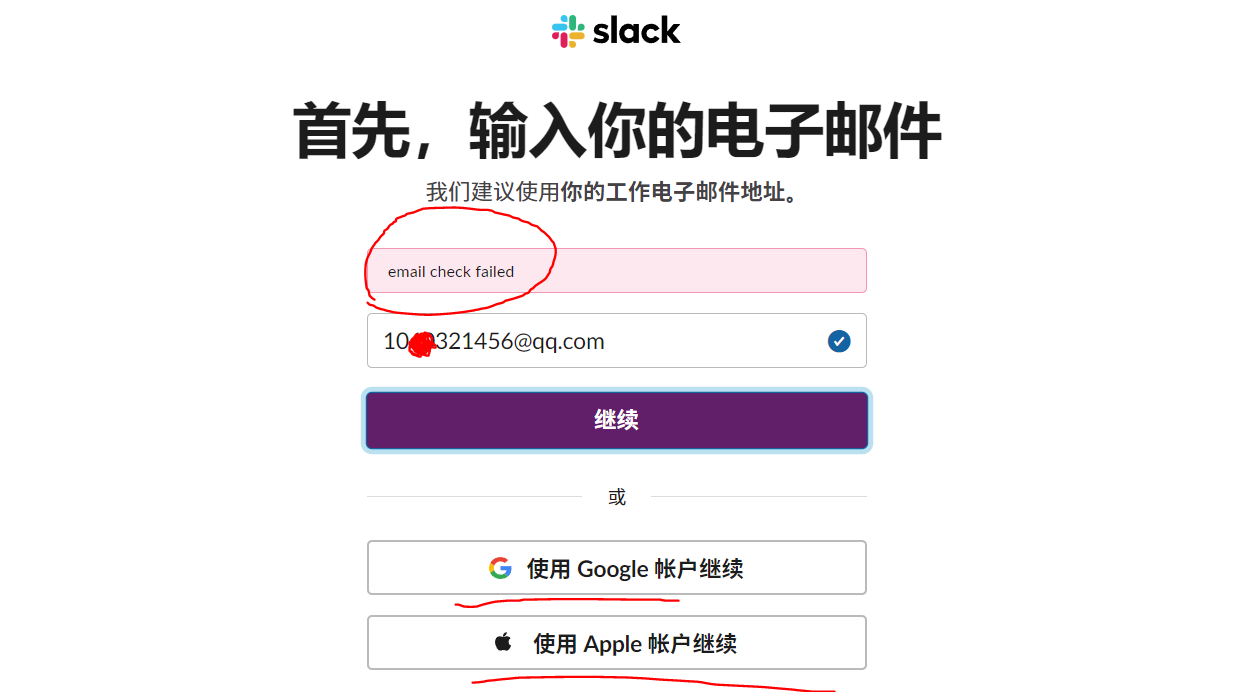 slack
首先，输入你的电子邮件
我们建议使用你的工作电子邮件地址。
email check failed
321456@qq.com
继续
或
使用 Google 帐户继续
使用 Apple 帐户继续